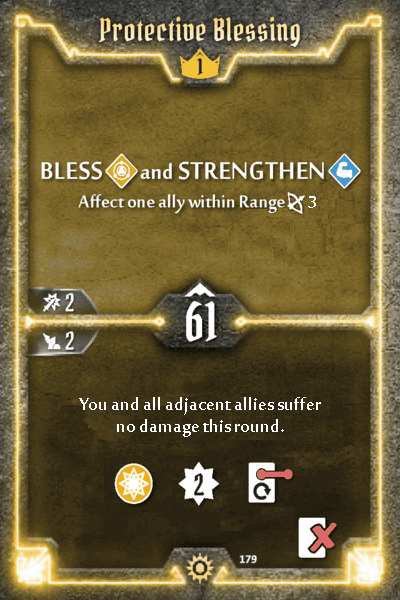 Protective Blessing
1
BLESS and STRENGTHEN
Affect one ally within Range 3
2
61
2
You and all adjacent allies suffer
no damage this round.
2
179